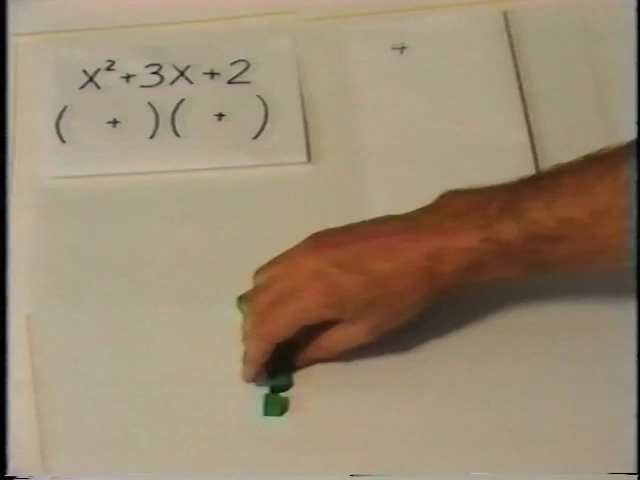 x²+3x+2
( + )( + )
+